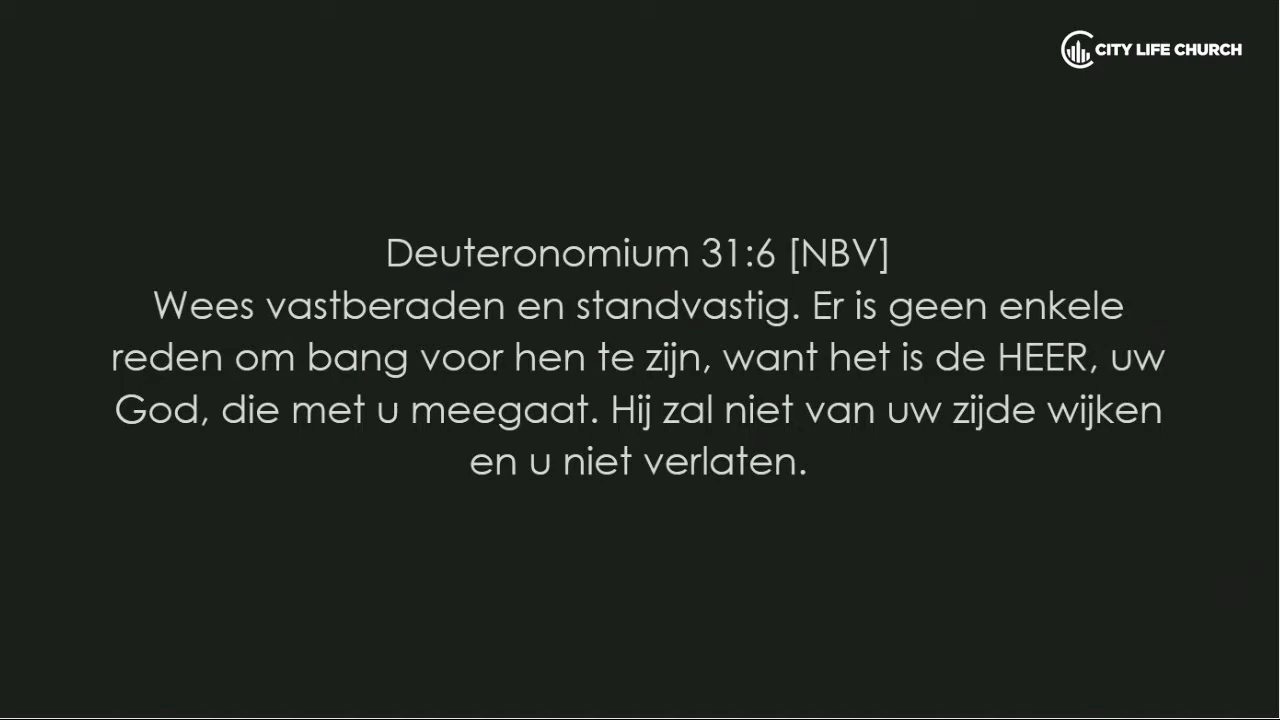 CITY LIFE CHURCH
Deuteronomium 31:6 [NBV]
Wees vastberaden en standvastig. Er is geen enkele
reden om bang voor hen te zijn, want het is de HEER, uw
God, die met u meegaat. Hij zal niet van uw zijde wijken
en u niet verlaten.